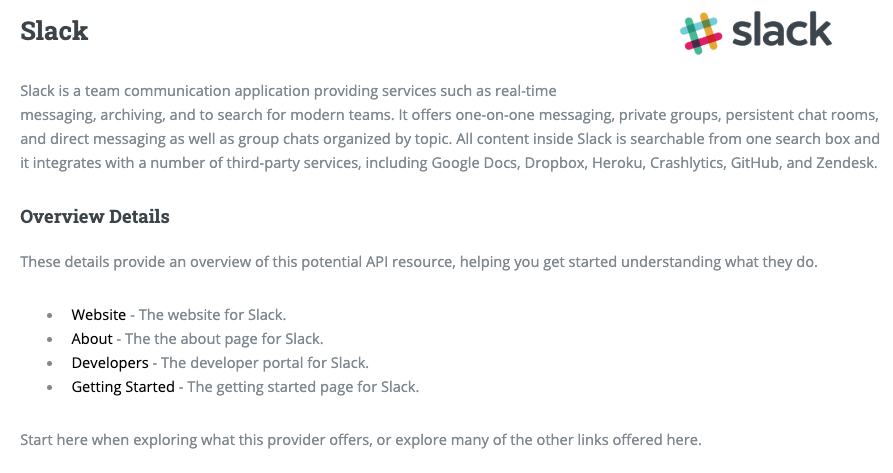 Slack
slack
Slack is a team communication application providing services such as real-time
messaging, archiving, and to search for modern teams. It offers one-on-one messaging, private groups, persistent chat rooms,
and direct messaging as well as group chats organized by topic. All content inside Slack is searchable from one search box and
it integrates with a number of third-party services, including Google Docs, Dropbox, Heroku, Crashlytics, GitHub, and Zendesk.
Overview Details
These details provide an overview of this potential API resource, helping you get started understanding what they do.
• Website - The website for Slack.
• About - The the about page for Slack.
• Developers - The developer portal for Slack.
• Getting Started - The getting started page for Slack.
Start here when exploring what this provider offers, or explore many of the other links offered here.